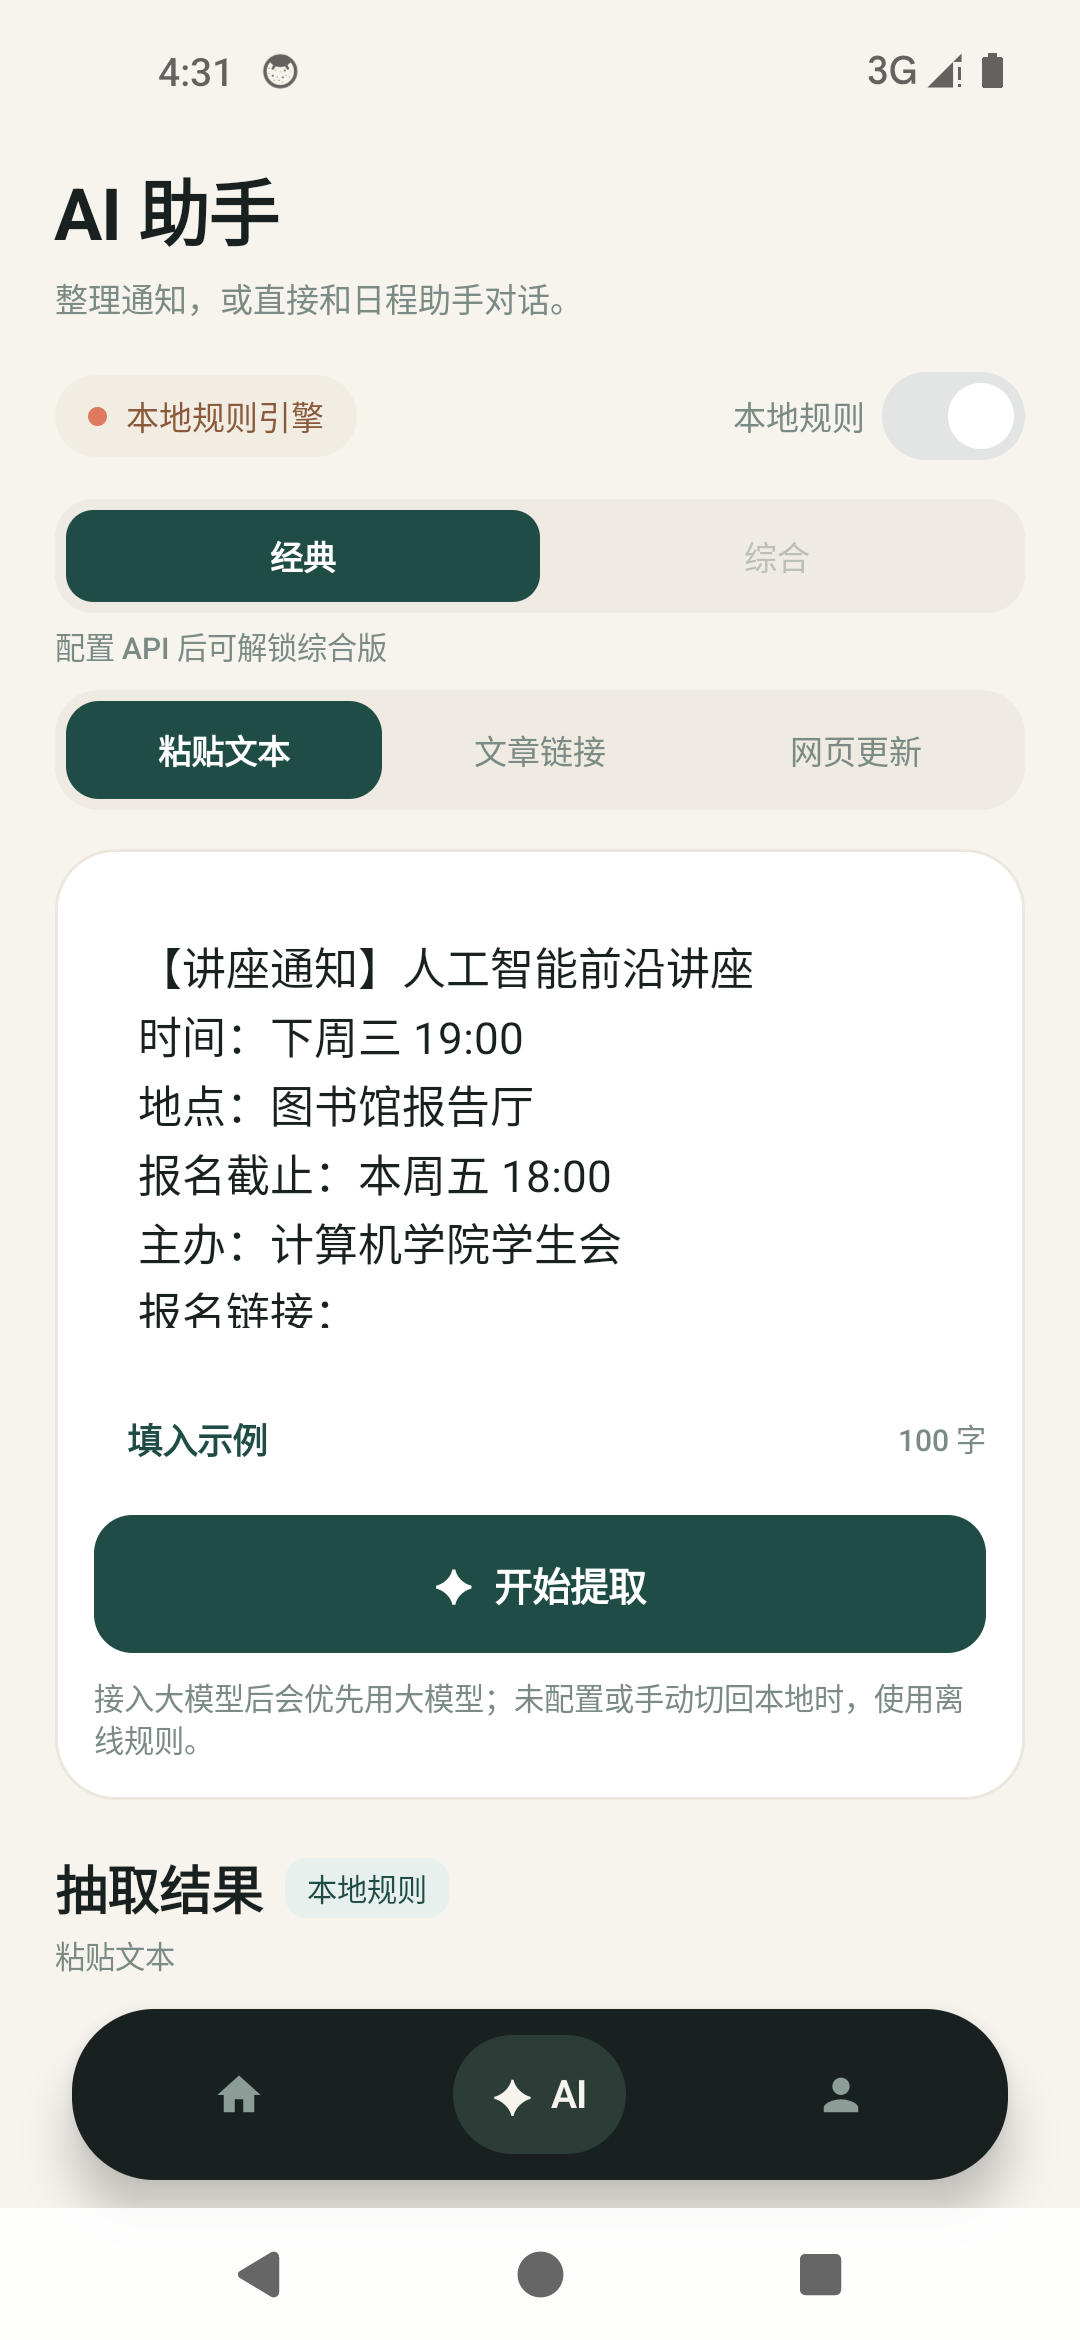 4:31
3G
AI 助手
整理通知，或直接和日程助手对话。
本地规则引擎
本地规则
经典
综合
配置 API 后可解锁综合版
粘贴文本
文章链接
网页更新
【讲座通知】人工智能前沿讲座
时间：下周三 19:00
地点：图书馆报告厅
报名截止：本周五 18:00
主办：计算机学院学生会
报名链接：
填入示例
100 字
开始提取
接入大模型后会优先用大模型；未配置或手动切回本地时，使用离
线规则。
抽取结果
本地规则
粘贴文本
AI